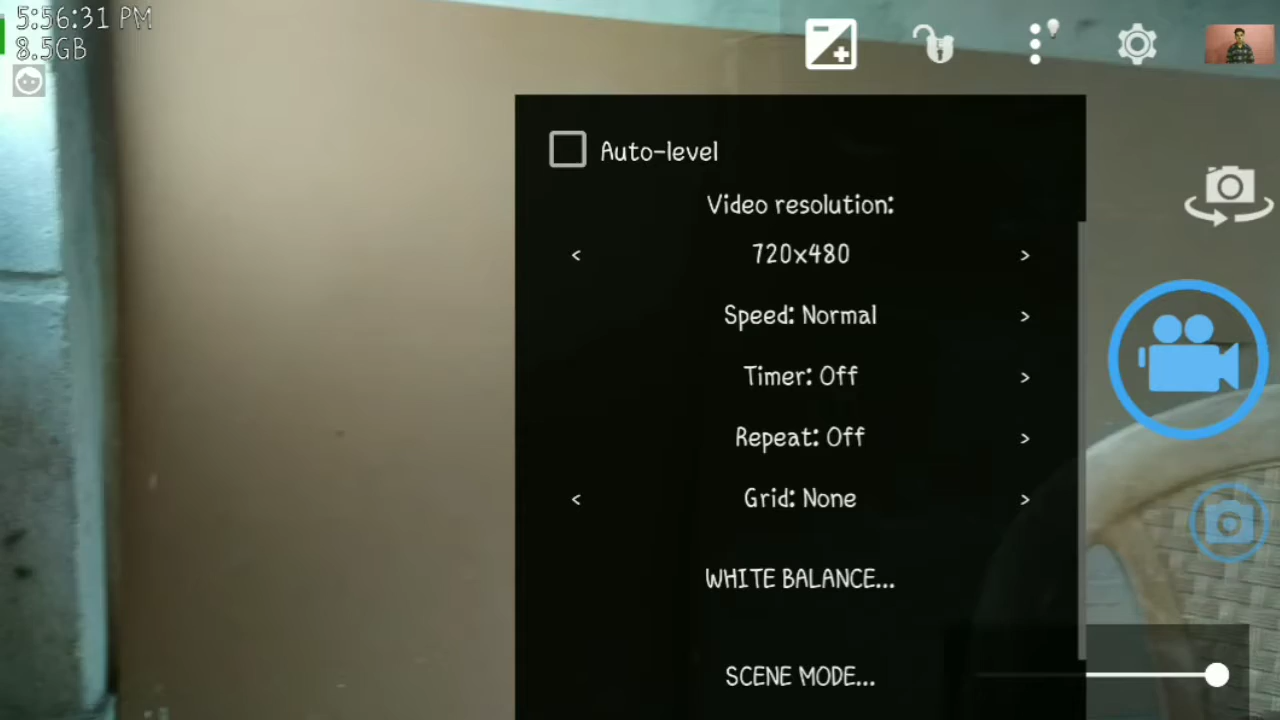 5:56:31 PM
8.5GB
Auto-level
Video resolution:
< 720x480 >
Speed: Normal >
Timer: Off >
Repeat: Off >
< Grid: None >
WHITE BALANCE...
SCENE MODE...